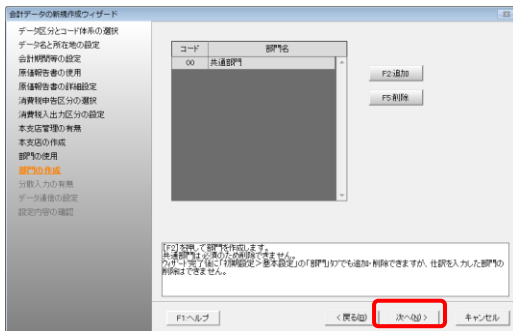 会計データの新規作成ウィザード
データ区分とコード体系の選択
データ名と所在地の設定
会計期間等の設定
原価報告書の使用
原価報告書の詳細設定
消費税申告区分の選択
消費税入出力区分の設定
本支店管理の有無
本支店の作成
部門の使用
部門の作成
分散入力の有無
データ通信の設定
設定内容の確認
コード 部門名
00 共通部門
F2:追加
F5:削除
[F2]を押して部門を作成します。
共通部門は必須のため削除できません。
ウィザード完了後に「初期設定>基本設定」の「部門」タブでも追加・削除できますが、仕訳を入力した部門の
削除はできません。
F1:ヘルプ
<戻る(B)
次へ(N)>
キャンセル